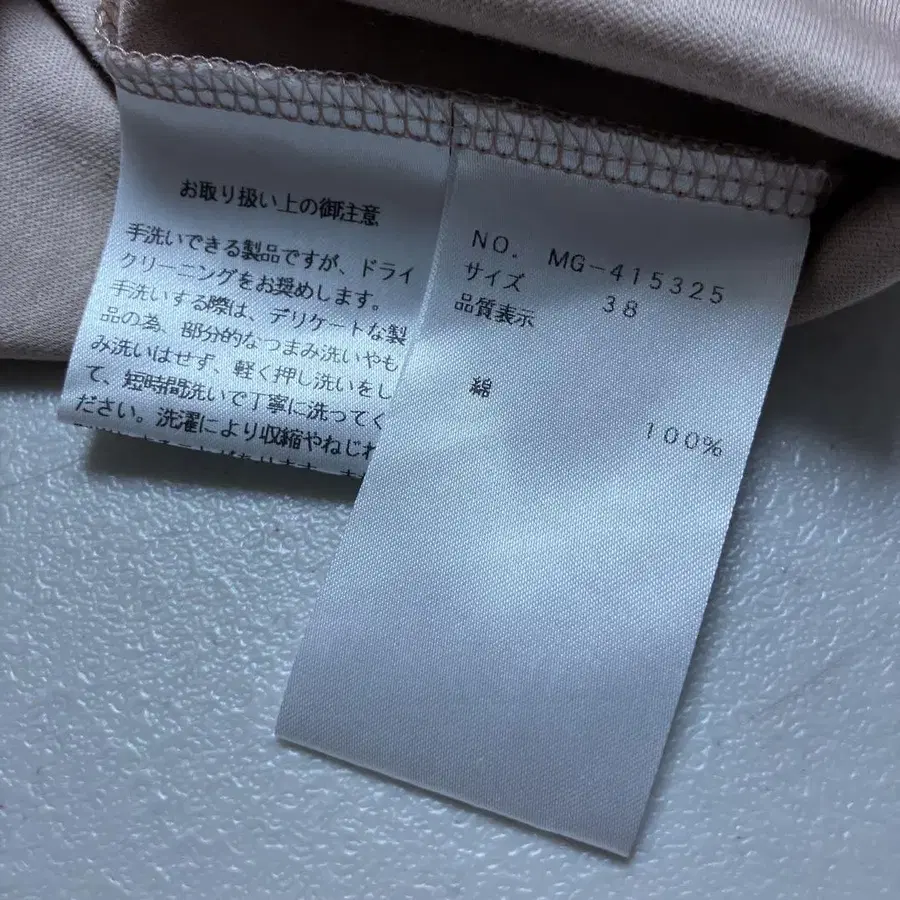 お取り扱い上の御注意
手洗いできる製品ですが、ドライ
クリーニングをお奨めします。
手洗いする際は、デリケートな製
品の為、部分的なつまみ洗いやも
み洗いはせず、軽く押し洗いをし
て、短時間洗いで丁寧に洗ってく
ださい。洗濯により収縮やねじれ
NO. MG-415325
サイズ 38
品質表示
綿
100%